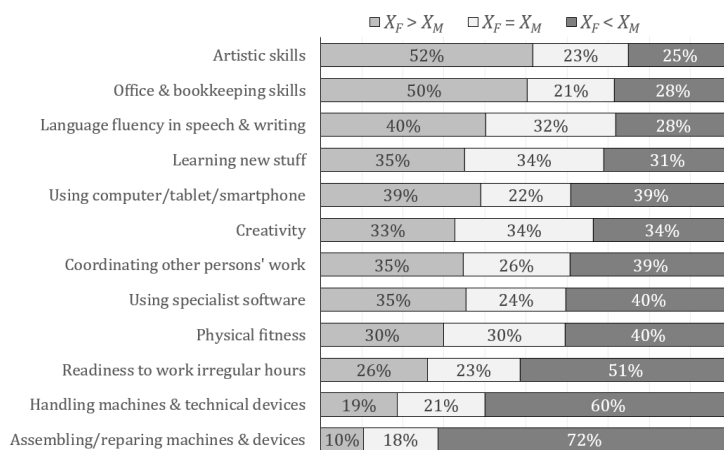 X_F > X_M X_F = X_M X_F < X_M
Artistic skills 52% 23% 25%
Office & bookkeeping skills 50% 21% 28%
Language fluency in speech & writing 40% 32% 28%
Learning new stuff 35% 34% 31%
Using computer/tablet/smartphone 39% 22% 39%
Creativity 33% 34% 34%
Coordinating other persons' work 35% 26% 39%
Using specialist software 35% 24% 40%
Physical fitness 30% 30% 40%
Readiness to work irregular hours 26% 23% 51%
Handling machines & technical devices 19% 21% 60%
Assembling/reparing machines & devices 10% 18% 72%